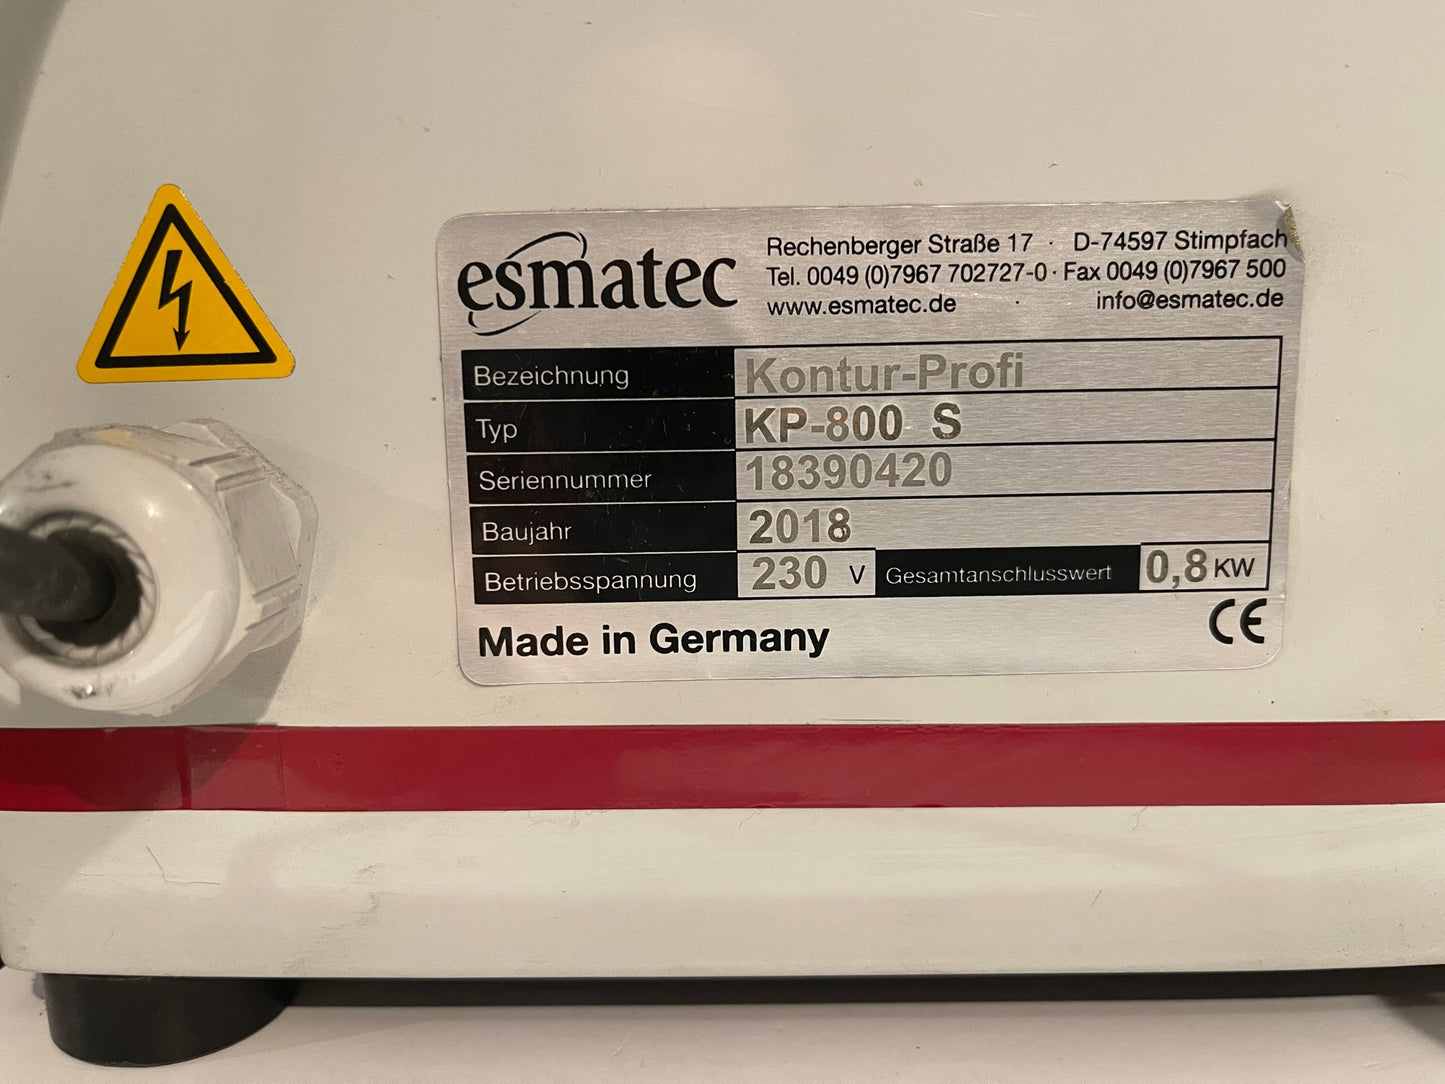 esmatec
Rechenberger Straße 17 · D-74597 Stimpfach
Tel. 0049 (0)7967 702727-0 · Fax 0049 (0)7967 500
www.esmatec.de · info@esmatec.de
Bezeichnung Kontur-Profi
Typ KP-800 S
Seriennummer 18390420
Baujahr 2018
Betriebsspannung 230 V Gesamtanschlusswert 0,8 KW
Made in Germany CE